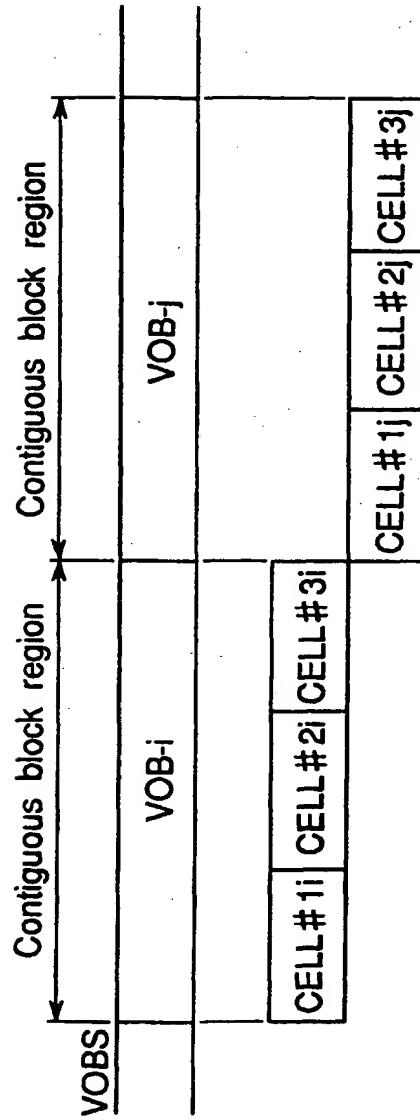 Contiguous block region
Contiguous block region
VOBS
VOB-i
VOB-j
CELL#1i
CELL#2i
CELL#3i
CELL#1j
CELL#2j
CELL#3j